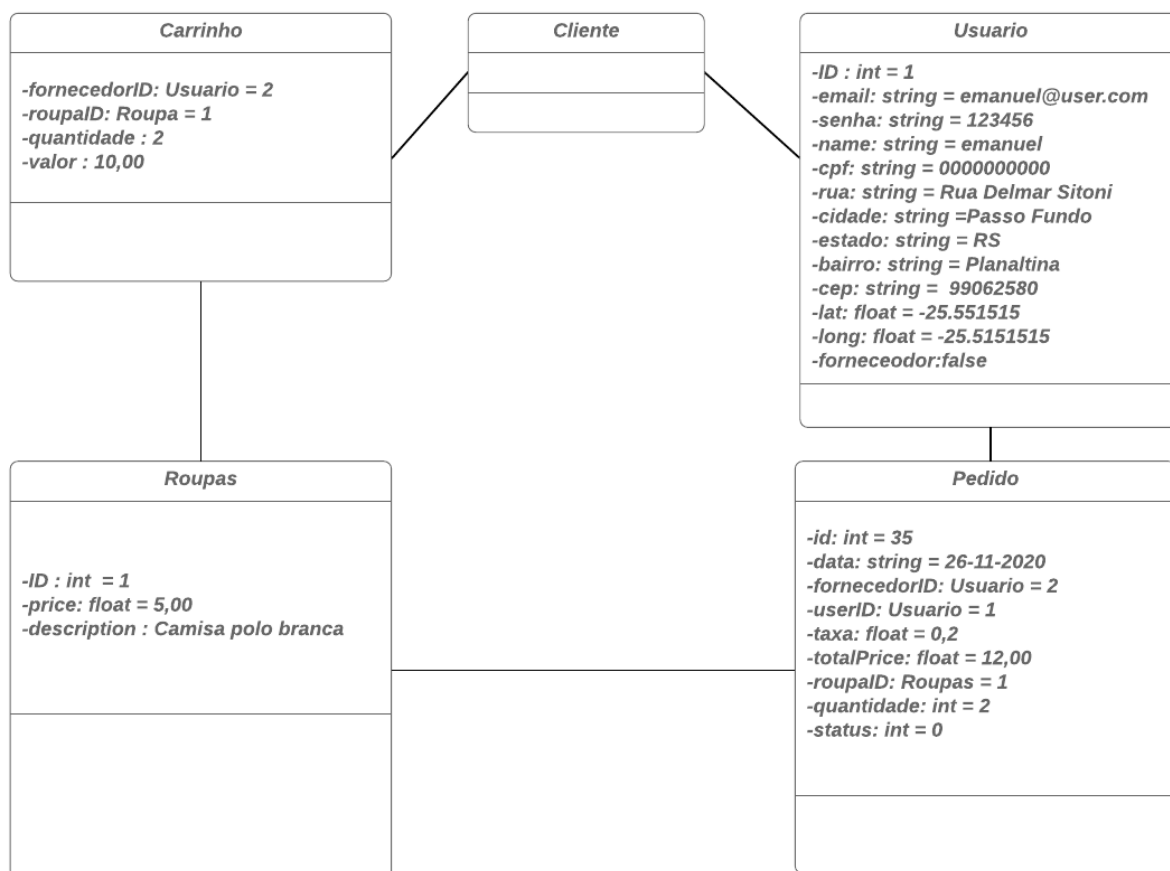 Carrinho
-fornecedorID: Usuario = 2
-roupaID: Roupa = 1
-quantidade : 2
-valor : 10,00
Cliente
Usuario
-ID : int = 1
-email: string = emanuel@user.com
-senha: string = 123456
-name: string = emanuel
-cpf: string = 0000000000
-rua: string = Rua Delmar Sitoni
-cidade: string =Passo Fundo
-estado: string = RS
-bairro: string = Planaltina
-cep: string =  99062580
-lat: float = -25.551515
-long: float = -25.5151515
-forneceodor:false
Roupas
-ID : int  = 1
-price: float = 5,00
-description : Camisa polo branca
Pedido
-id: int = 35
-data: string = 26-11-2020
-fornecedorID: Usuario = 2
-userID: Usuario = 1
-taxa: float = 0,2
-totalPrice: float = 12,00
-roupaID: Roupas = 1
-quantidade: int = 2
-status: int = 0